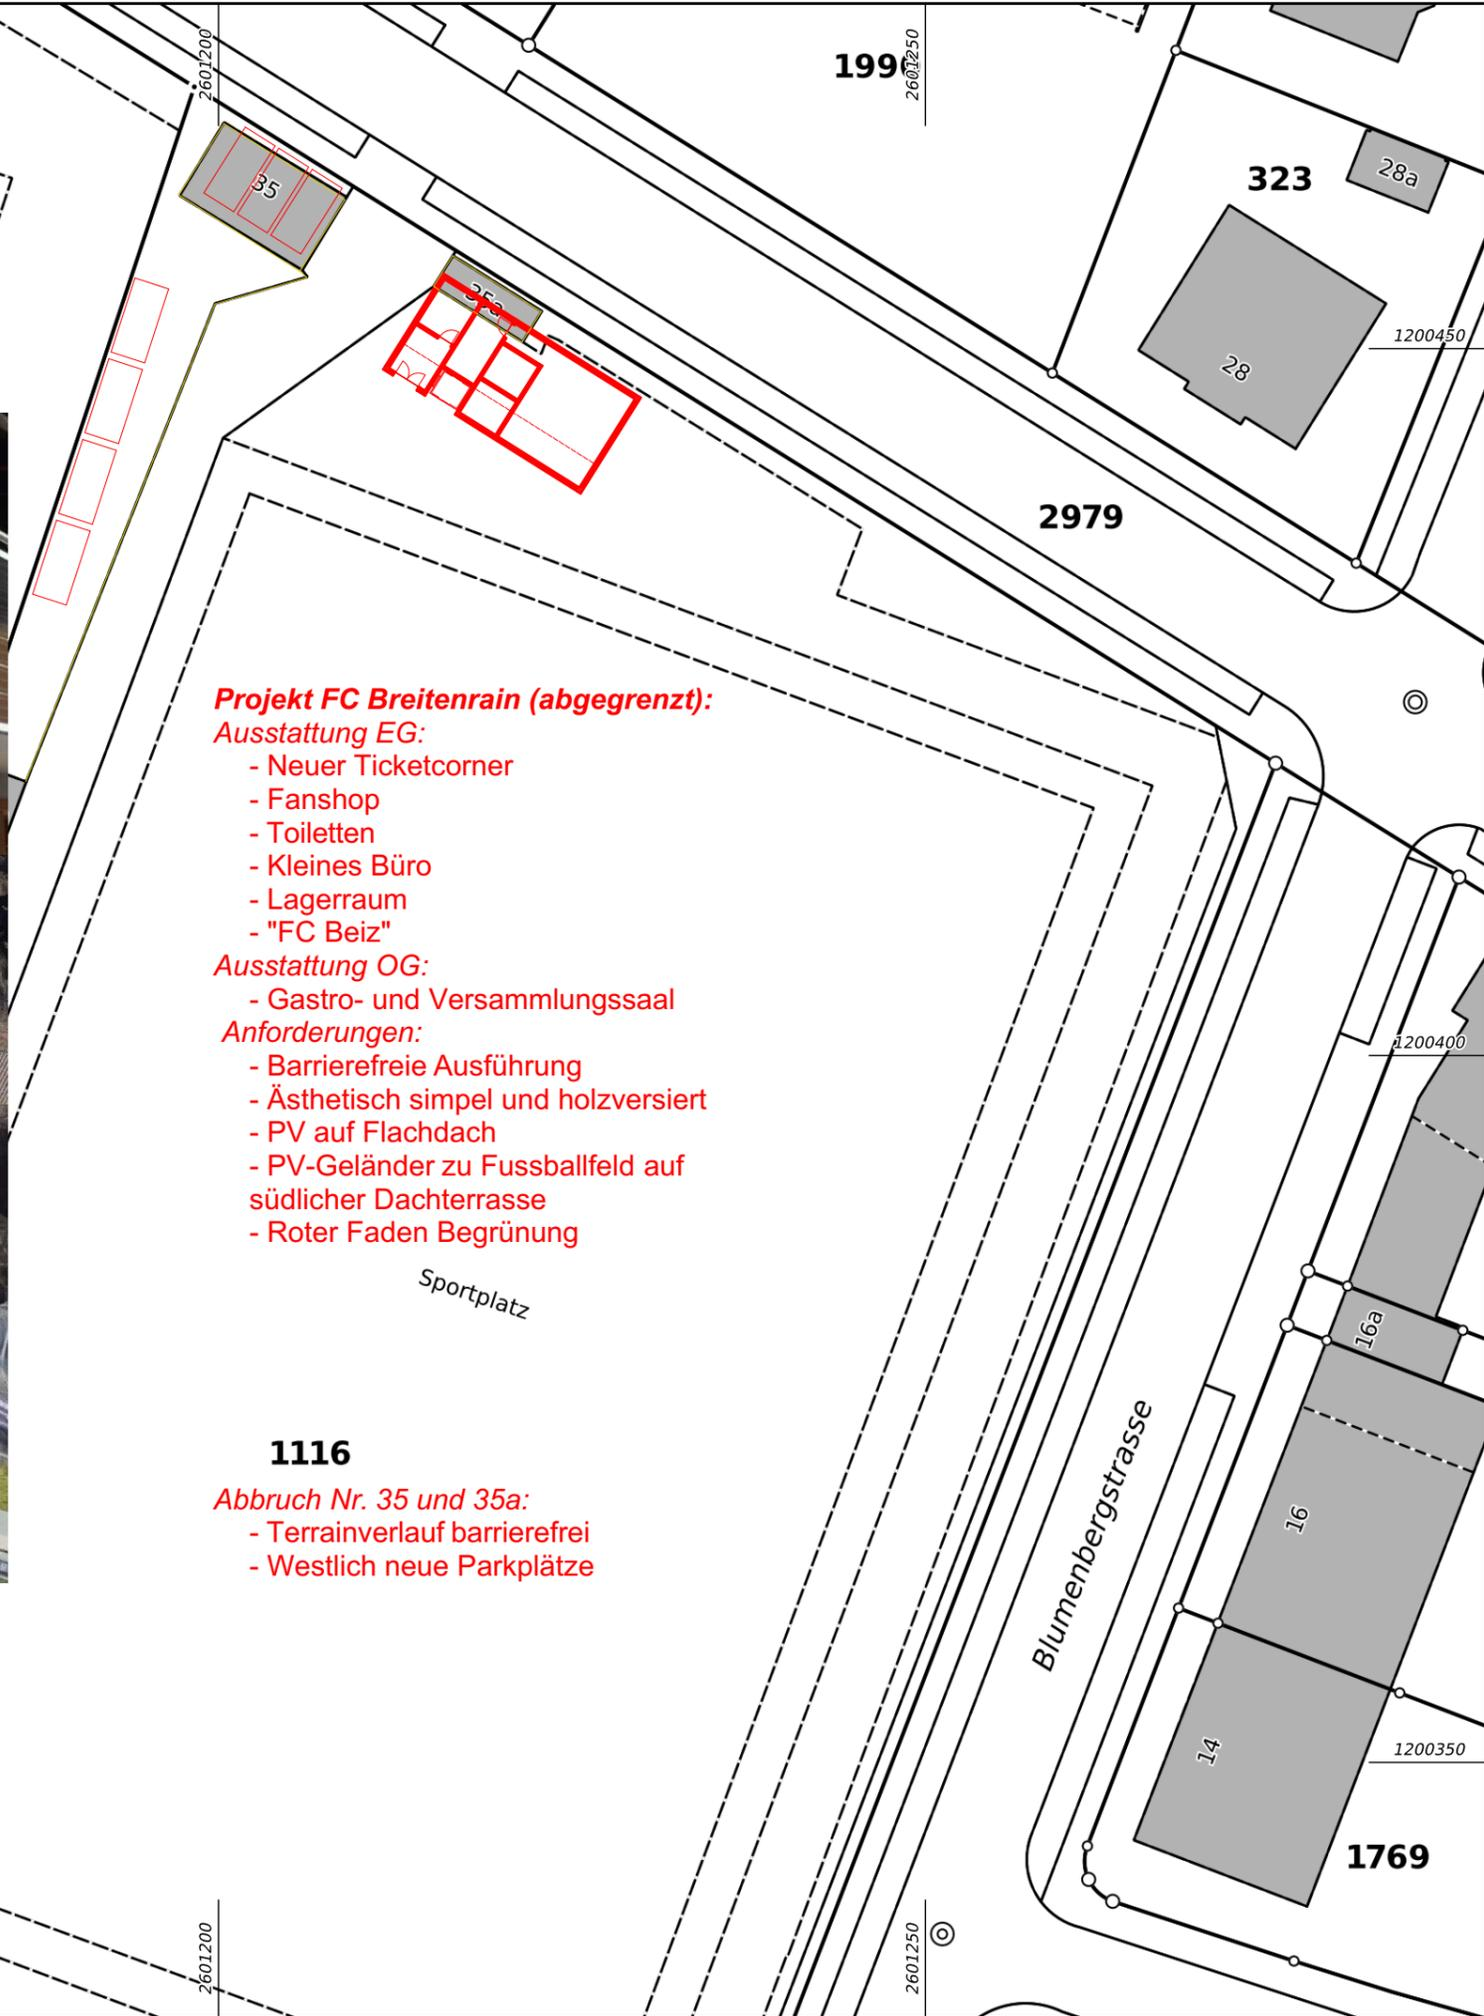 2601200
2601250
35
323
28a
35a
28
1200450
2979
Projekt FC Breitenrain (abgegrenzt):
Ausstattung EG:
- Neuer Ticketcorner
- Fanshop
- Toiletten
- Kleines Büro
- Lagerraum
- "FC Beiz"
Ausstattung OG:
- Gastro- und Versammlungssaal
Anforderungen:
- Barrierefreie Ausführung
- Ästhetisch simpel und holzversiert
- PV auf Flachdach
- PV-Geländer zu Fussballfeld auf
südlicher Dachterrasse
- Roter Faden Begrünung
1200400
Sportplatz
16a
1116
Abbruch Nr. 35 und 35a:
- Terrainverlauf barrierefrei
- Westlich neue Parkplätze
16
Blumenbergstrasse
14
1200350
1769
2601200
2601250